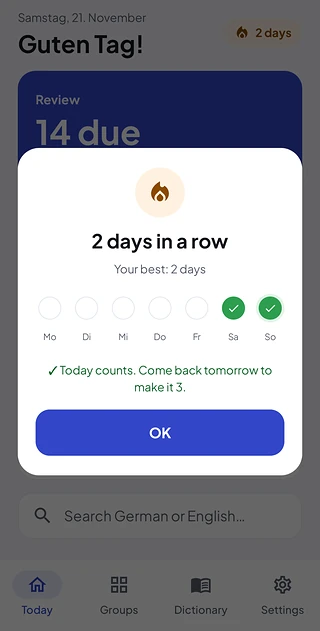 Samstag, 21. November
Guten Tag!
2 days
Review
14 due
2 days in a row
Your best: 2 days
Mo Di Mi Do Fr Sa So
✓ Today counts. Come back tomorrow to
make it 3.
OK
Search German or English...
Today Groups Dictionary Settings